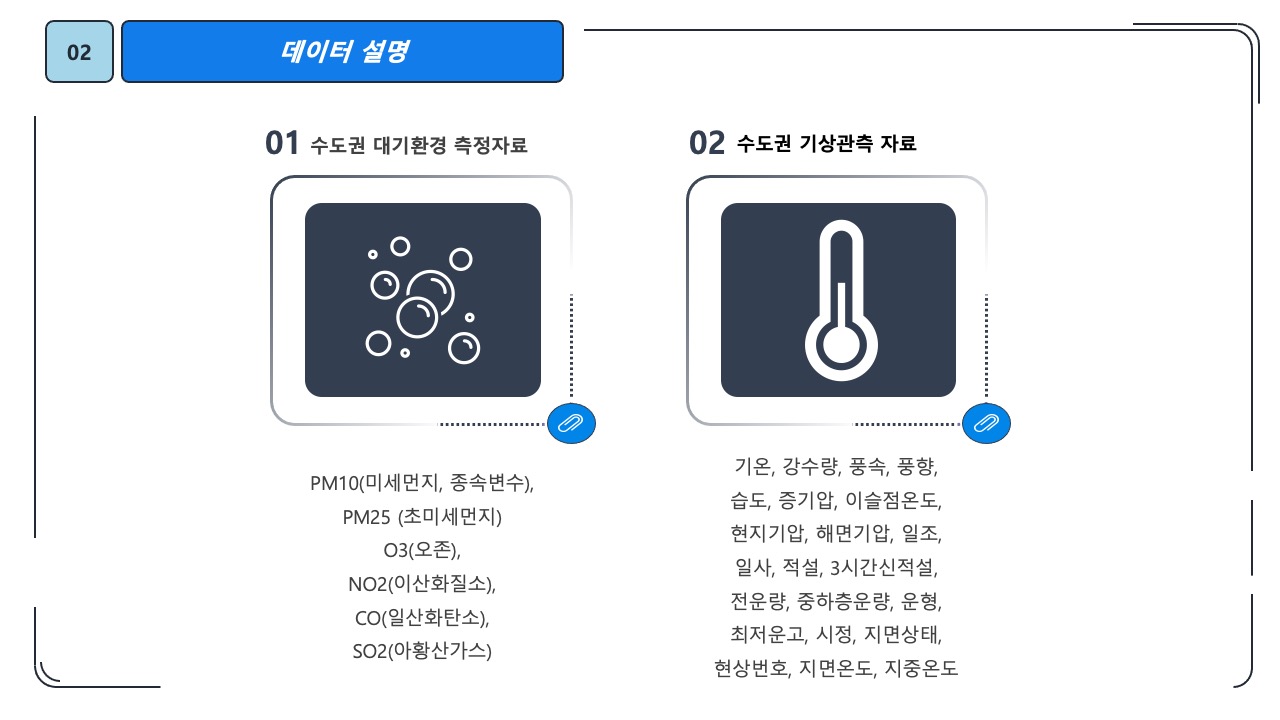 02
데이터 설명
01 수도권 대기환경 측정자료
PM10(미세먼지, 종속변수),
PM25 (초미세먼지)
O3(오존),
NO2(이산화질소),
CO(일산화탄소),
SO2(아황산가스)
02 수도권 기상관측 자료
기온, 강수량, 풍속, 풍향,
습도, 증기압, 이슬점온도,
현지기압, 해면기압, 일조,
일사, 적설, 3시간신적설,
전운량, 중하층운량, 운형,
최저운고, 시정, 지면상태,
현상번호, 지면온도, 지중온도